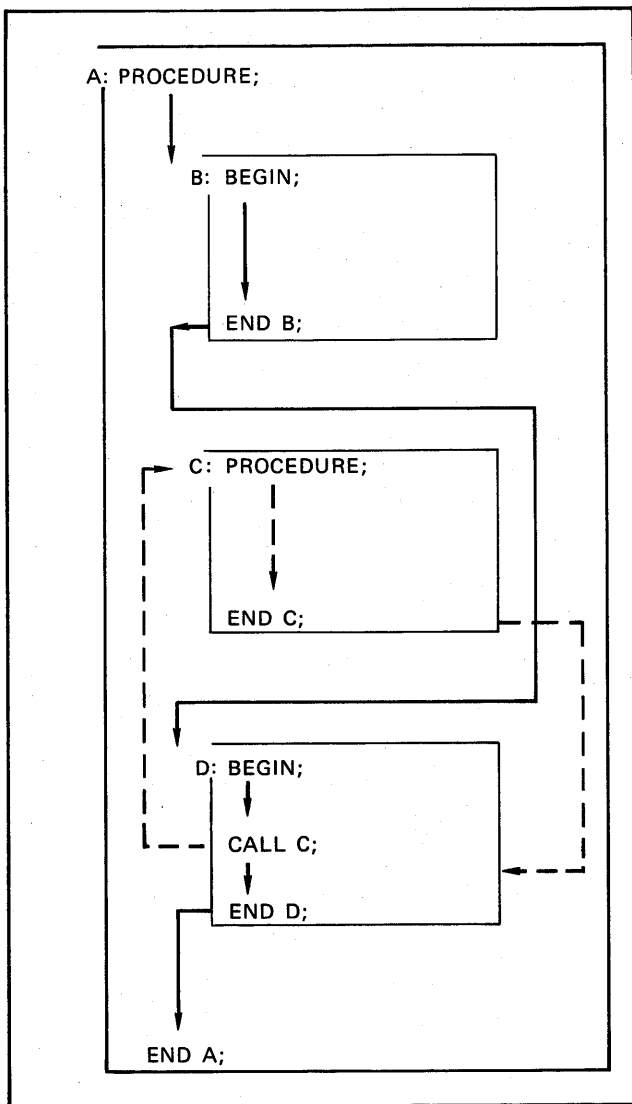 A: PROCEDURE;
B: BEGIN;
END B;
C: PROCEDURE;
END C;
D: BEGIN;
CALL C;
END D;
END A;